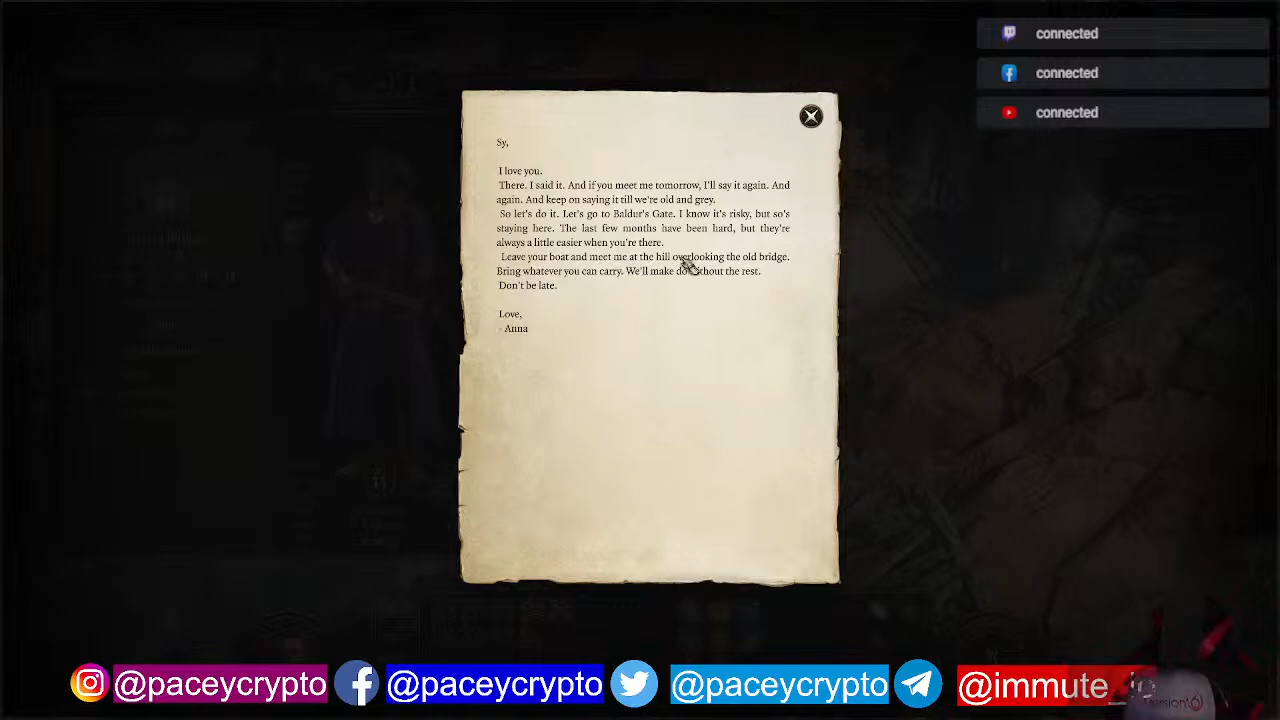 connected
connected
connected
Sy,
I love you.
There. I said it. And if you meet me tomorrow, I'll say it again. And
again. And keep on saying it till we're old and grey.
So let's do it. Let's go to Baldur's Gate. I know it's risky, but so's
staying here. The last few months have been hard, but they're
always a little easier when you're there.
Leave your boat and meet me at the hill overlooking the old bridge.
Bring whatever you can carry. We'll make do without the rest.
Don't be late.
Love,
- Anna
@paceycrypto @paceycrypto @paceycrypto @immute_io